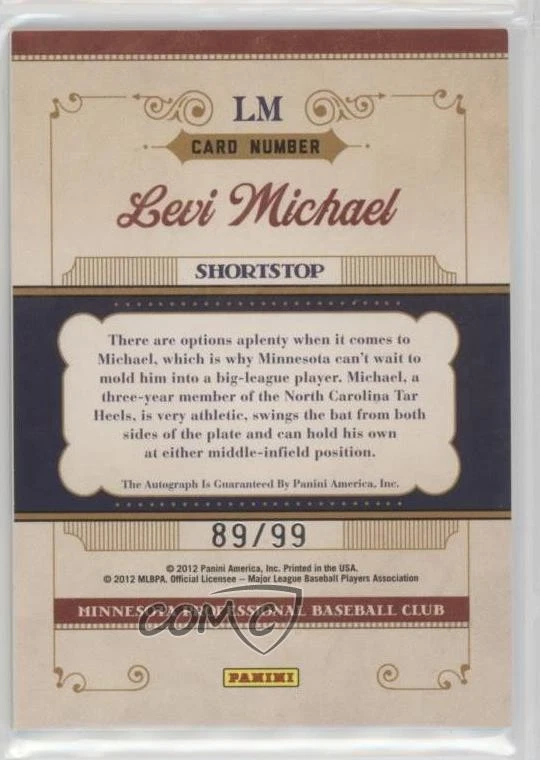 LM
CARD NUMBER
Levi Michael
SHORTSTOP
There are options aplenty when it comes to
Michael, which is why Minnesota can't wait to
mold him into a big-league player. Michael, a
three-year member of the North Carolina Tar
Heels, is very athletic, swings the bat from both
sides of the plate and can hold his own
at either middle-infield position.
The Autograph Is Guaranteed By Panini America, Inc.
89/99
© 2012 Panini America, Inc. Printed in the USA.
© 2012 MLBPA. Official Licensee – Major League Baseball Players Association
MINNESOTA PROFESSIONAL BASEBALL CLUB
COMC
PANINI